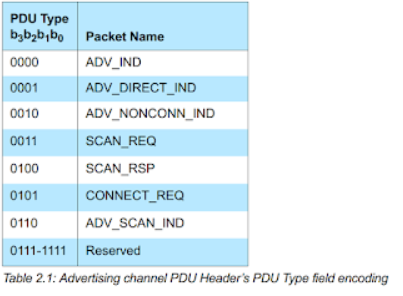 PDU Type
b3b2b1b0 Packet Name
0000 ADV_IND
0001 ADV_DIRECT_IND
0010 ADV_NONCONN_IND
0011 SCAN_REQ
0100 SCAN_RSP
0101 CONNECT_REQ
0110 ADV_SCAN_IND
0111-1111 Reserved
Table 2.1: Advertising channel PDU Header's PDU Type field encoding